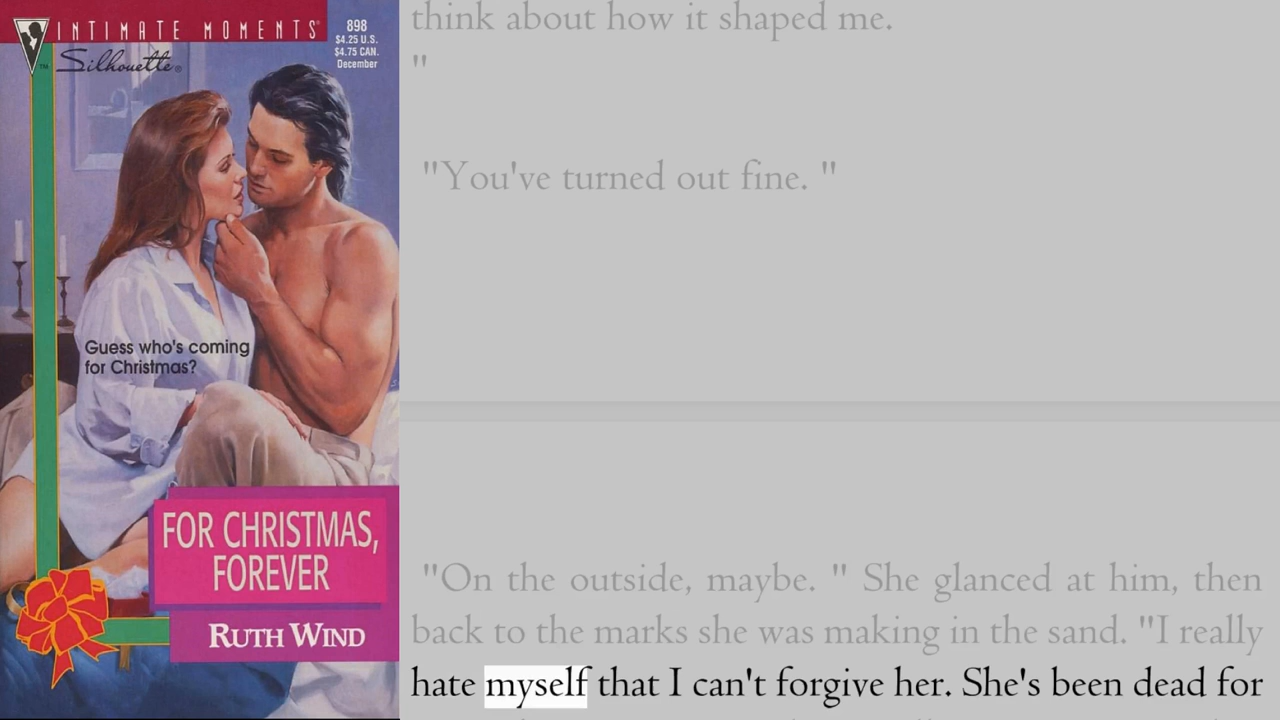 INTIMATE MOMENTS®
898
$4.25 U.S.
$4.75 CAN.
December
™ Silhouette®
Guess who's coming
for Christmas?
FOR CHRISTMAS,
FOREVER
RUTH WIND
think about how it shaped me.
"
"You've turned out fine. "
"On the outside, maybe. " She glanced at him, then
back to the marks she was making in the sand. "I really
hate myself that I can't forgive her. She's been dead for